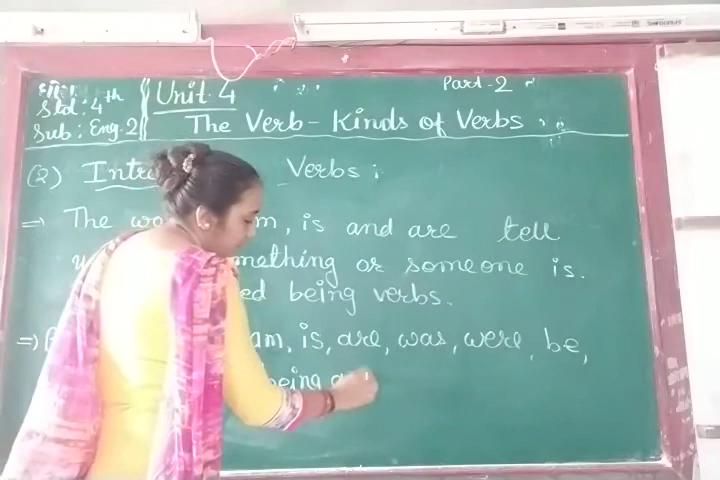 Std: 4th
Sub: Eng. 2
Unit. 4
Part-2
The Verb - Kinds of Verbs
(2) Intr Verbs :
⇒ The wo m, is and are tell
mething or someone is.
ed being verbs.
⇒ am, is, are, was, were, be,
being